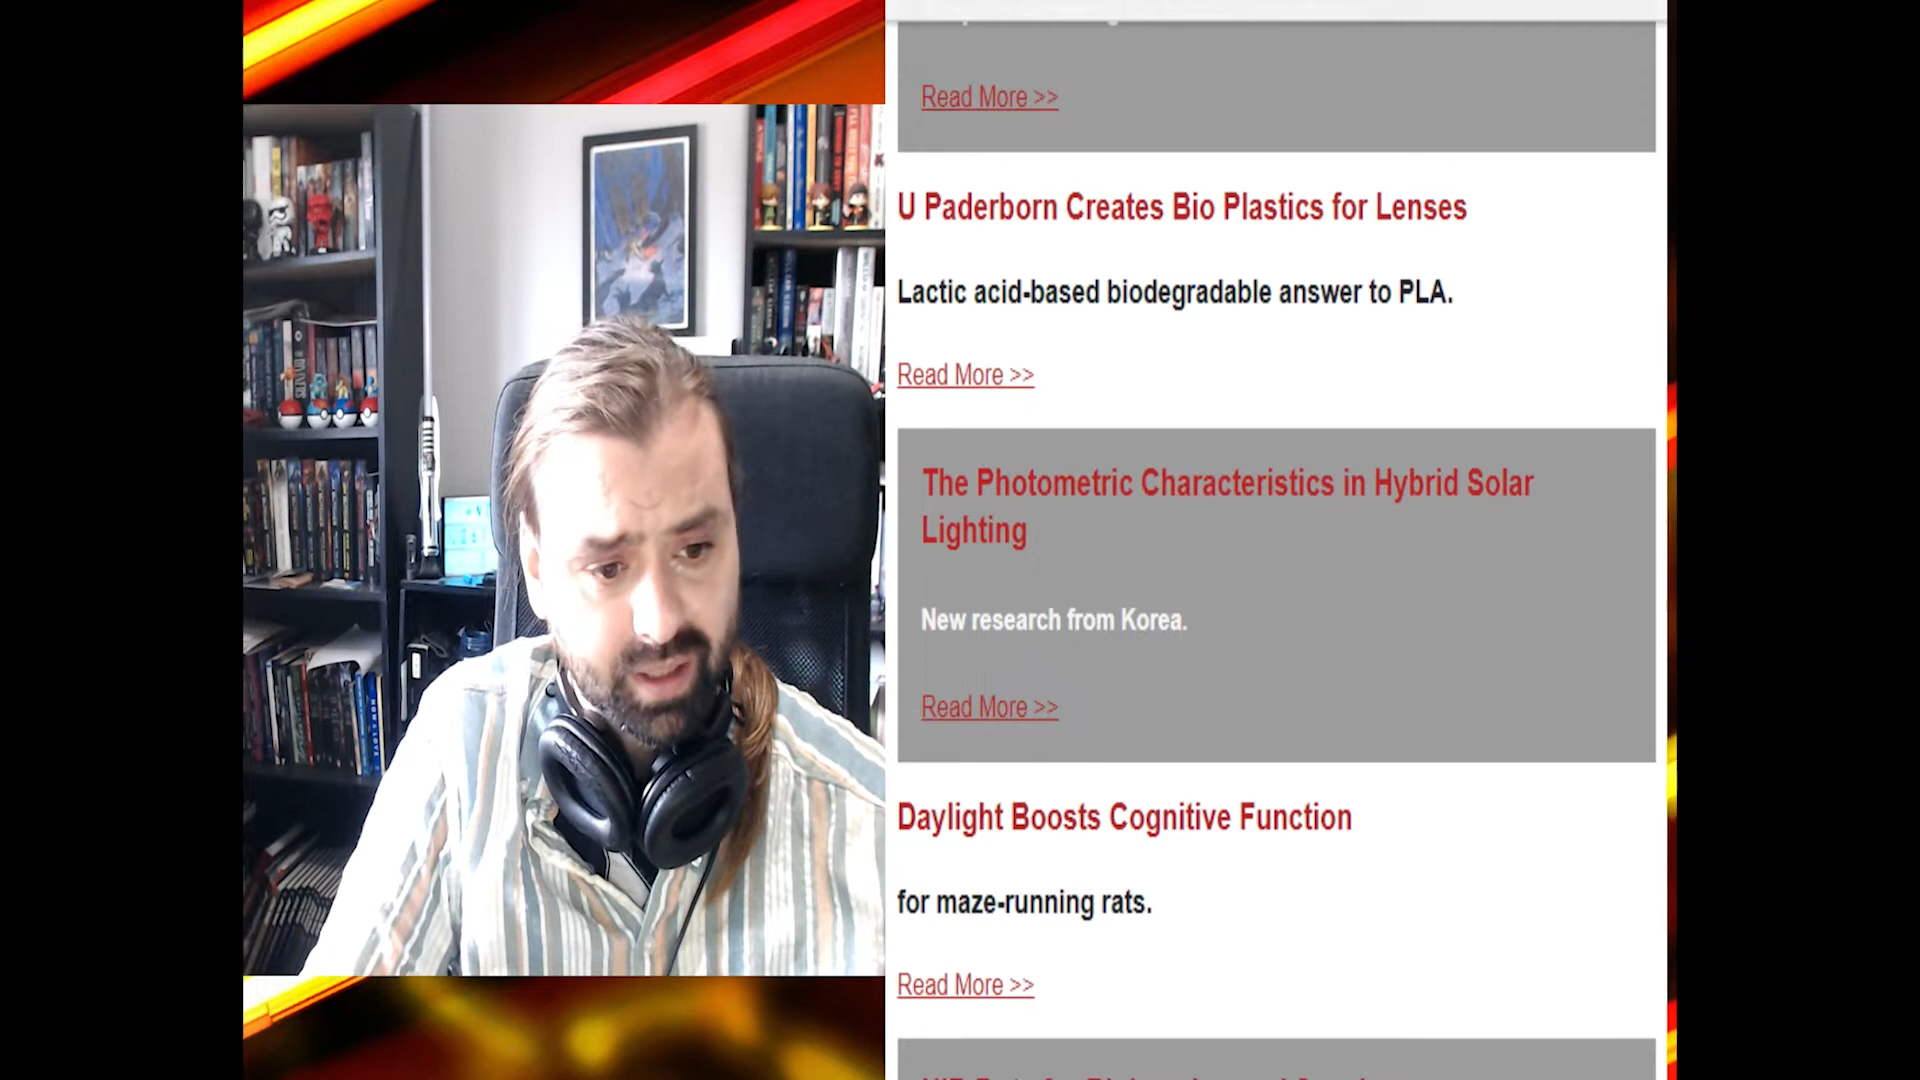 Read More >>
U Paderborn Creates Bio Plastics for Lenses
Lactic acid-based biodegradable answer to PLA.
Read More >>
The Photometric Characteristics in Hybrid Solar
Lighting
New research from Korea.
Read More >>
Daylight Boosts Cognitive Function
for maze-running rats.
Read More >>